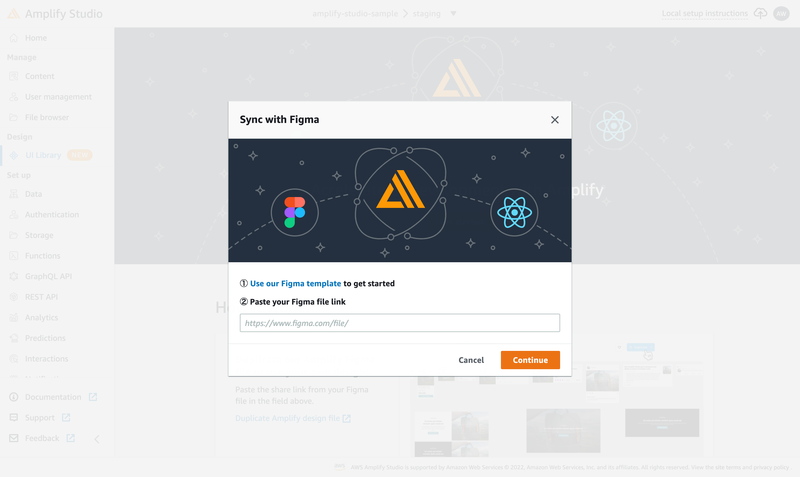 Amplify Studio
amplify-studio-sample
staging
Local setup instructions
AW
Home
Manage
Content
User management
File browser
Design
UI Library
Set up
Data
Authentication
Storage
Functions
GraphQL API
REST API
Analytics
Predictions
Interactions
Documentation
Support
Feedback
Sync with Figma
① Use our Figma template to get started
② Paste your Figma file link
https://www.figma.com/file/
Cancel
Continue
Paste the share link from your Figma
file in the field above.
Duplicate Amplify design file
AWS Amplify Studio is supported by Amazon Web Services © 2022, Amazon Web Services, Inc. and its affiliates. All rights reserved. View the site terms and privacy policy.